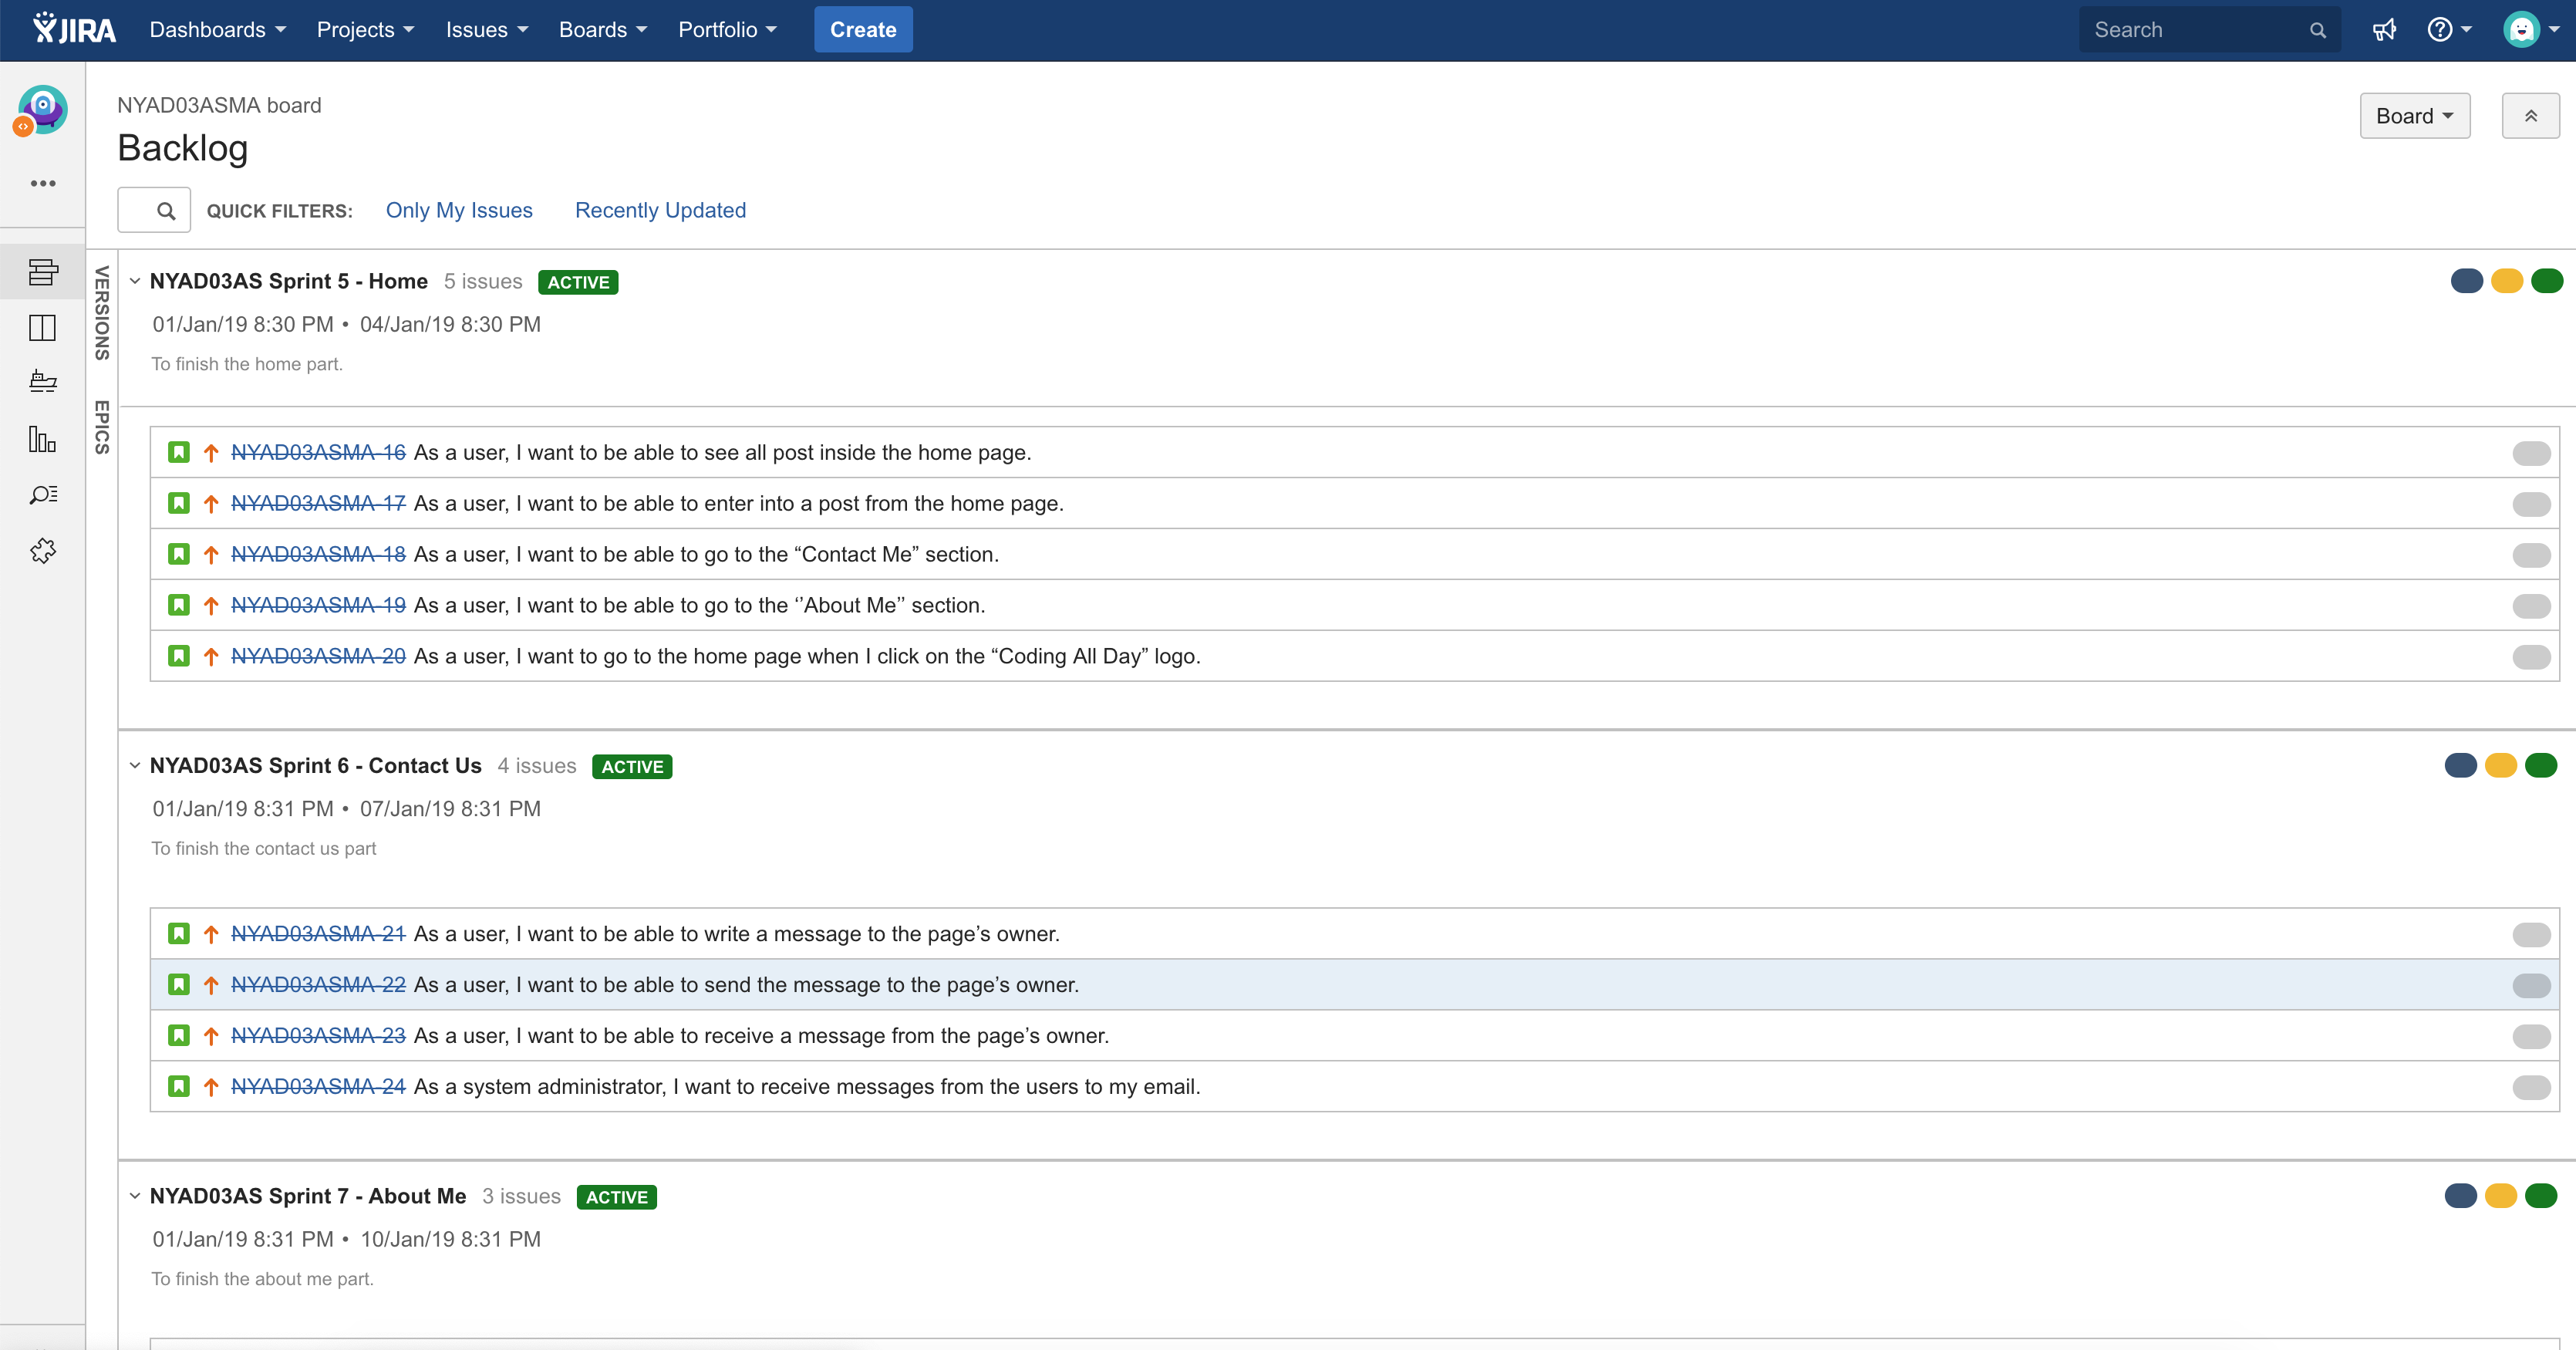 JIRA Dashboards Projects Issues Boards Portfolio Create Search
NYAD03ASMA board
Board
Backlog
QUICK FILTERS: Only My Issues Recently Updated
VERSIONS
EPICS
NYAD03AS Sprint 5 - Home 5 issues ACTIVE
01/Jan/19 8:30 PM • 04/Jan/19 8:30 PM
To finish the home part.
NYAD03ASMA-16 As a user, I want to be able to see all post inside the home page.
NYAD03ASMA-17 As a user, I want to be able to enter into a post from the home page.
NYAD03ASMA-18 As a user, I want to be able to go to the “Contact Me” section.
NYAD03ASMA-19 As a user, I want to be able to go to the ‘’About Me’’ section.
NYAD03ASMA-20 As a user, I want to go to the home page when I click on the “Coding All Day” logo.
NYAD03AS Sprint 6 - Contact Us 4 issues ACTIVE
01/Jan/19 8:31 PM • 07/Jan/19 8:31 PM
To finish the contact us part
NYAD03ASMA-21 As a user, I want to be able to write a message to the page’s owner.
NYAD03ASMA-22 As a user, I want to be able to send the message to the page’s owner.
NYAD03ASMA-23 As a user, I want to be able to receive a message from the page’s owner.
NYAD03ASMA-24 As a system administrator, I want to receive messages from the users to my email.
NYAD03AS Sprint 7 - About Me 3 issues ACTIVE
01/Jan/19 8:31 PM • 10/Jan/19 8:31 PM
To finish the about me part.